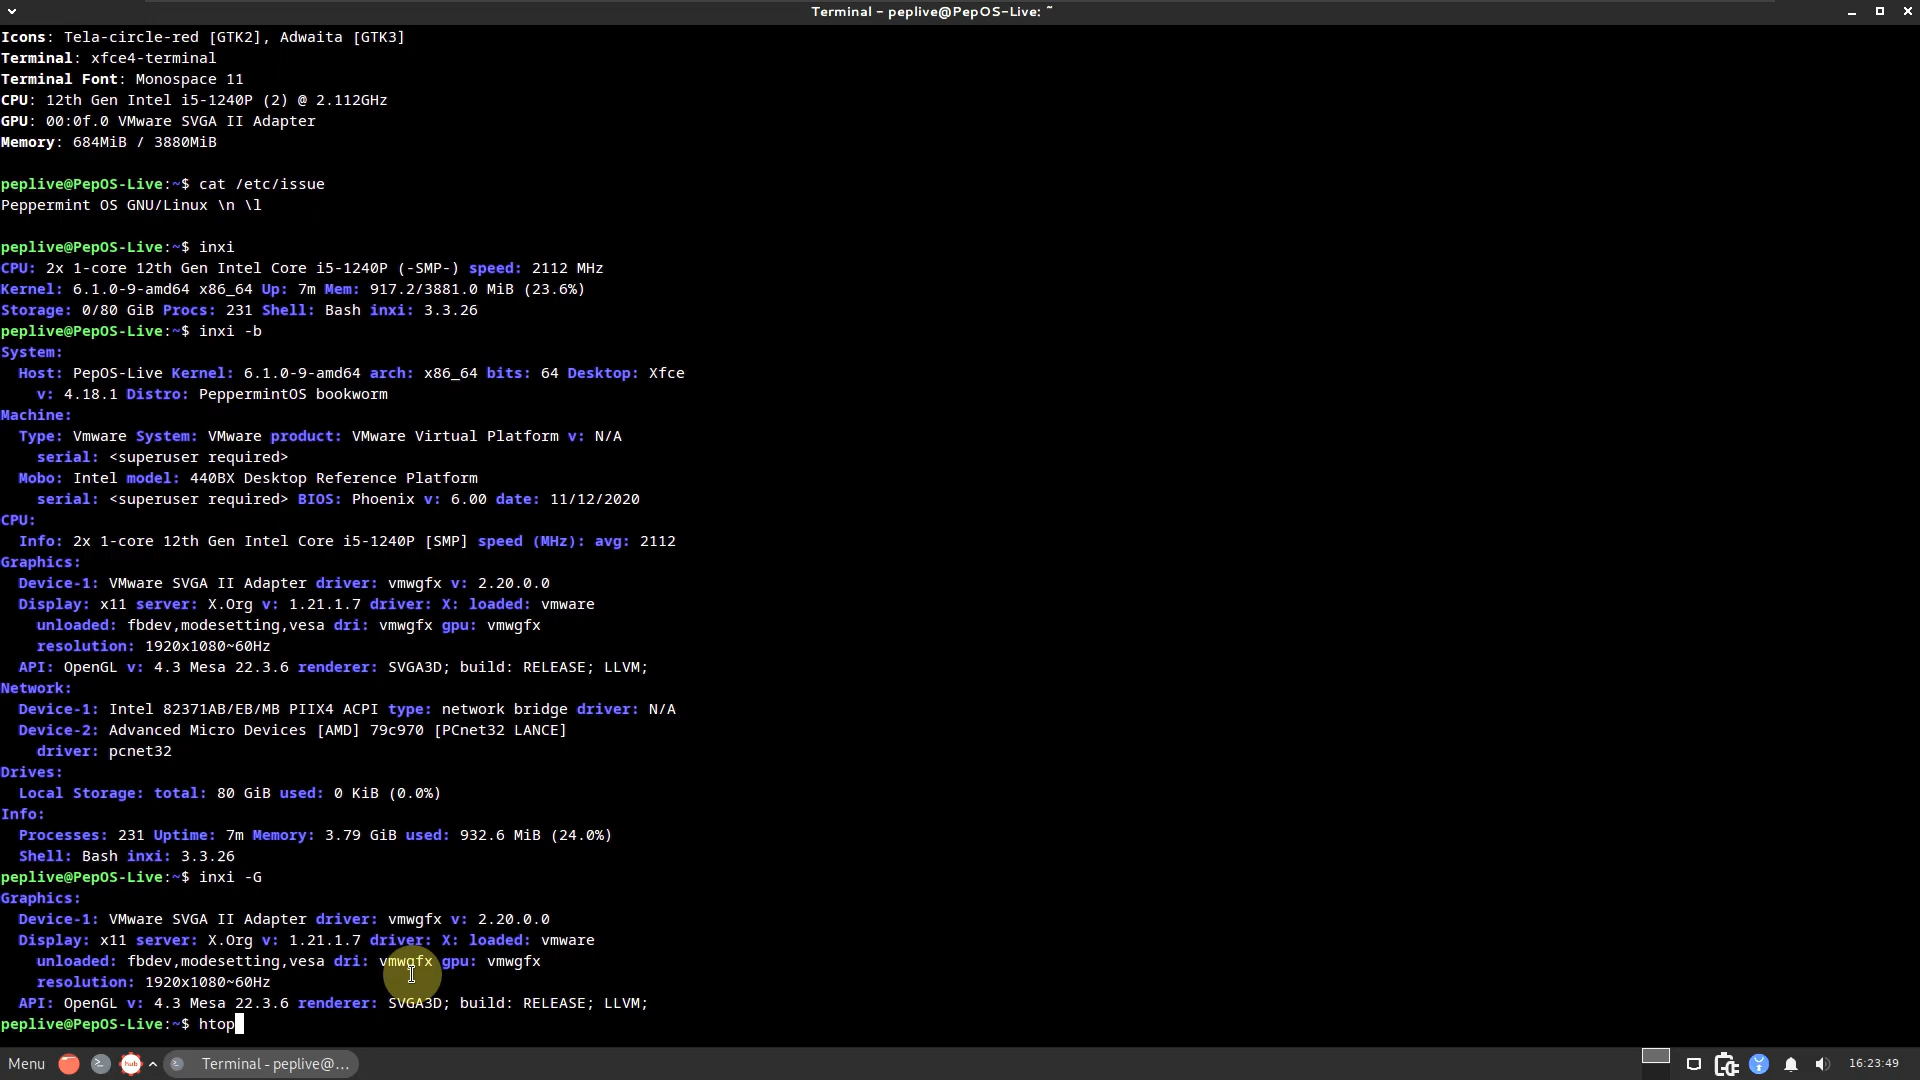 Terminal - peplive@PepOS-Live: ~
Icons: Tela-circle-red [GTK2], Adwaita [GTK3]
Terminal: xfce4-terminal
Terminal Font: Monospace 11
CPU: 12th Gen Intel i5-1240P (2) @ 2.112GHz
GPU: 00:0f.0 VMware SVGA II Adapter
Memory: 684MiB / 3880MiB
peplive@PepOS-Live:~$ cat /etc/issue
Peppermint OS GNU/Linux \n \l
peplive@PepOS-Live:~$ inxi
CPU: 2x 1-core 12th Gen Intel Core i5-1240P (-SMP-) speed: 2112 MHz
Kernel: 6.1.0-9-amd64 x86_64 Up: 7m Mem: 917.2/3881.0 MiB (23.6%)
Storage: 0/80 GiB Procs: 231 Shell: Bash inxi: 3.3.26
peplive@PepOS-Live:~$ inxi -b
System:
Host: PepOS-Live Kernel: 6.1.0-9-amd64 arch: x86_64 bits: 64 Desktop: Xfce
v: 4.18.1 Distro: PeppermintOS bookworm
Machine:
Type: Vmware System: VMware product: VMware Virtual Platform v: N/A
serial: <superuser required>
Mobo: Intel model: 440BX Desktop Reference Platform
serial: <superuser required> BIOS: Phoenix v: 6.00 date: 11/12/2020
CPU:
Info: 2x 1-core 12th Gen Intel Core i5-1240P [SMP] speed (MHz): avg: 2112
Graphics:
Device-1: VMware SVGA II Adapter driver: vmwgfx v: 2.20.0.0
Display: x11 server: X.Org v: 1.21.1.7 driver: X: loaded: vmware
unloaded: fbdev,modesetting,vesa dri: vmwgfx gpu: vmwgfx
resolution: 1920x1080~60Hz
API: OpenGL v: 4.3 Mesa 22.3.6 renderer: SVGA3D; build: RELEASE; LLVM;
Network:
Device-1: Intel 82371AB/EB/MB PIIX4 ACPI type: network bridge driver: N/A
Device-2: Advanced Micro Devices [AMD] 79c970 [PCnet32 LANCE]
driver: pcnet32
Drives:
Local Storage: total: 80 GiB used: 0 KiB (0.0%)
Info:
Processes: 231 Uptime: 7m Memory: 3.79 GiB used: 932.6 MiB (24.0%)
Shell: Bash inxi: 3.3.26
peplive@PepOS-Live:~$ inxi -G
Graphics:
Device-1: VMware SVGA II Adapter driver: vmwgfx v: 2.20.0.0
Display: x11 server: X.Org v: 1.21.1.7 driver: X: loaded: vmware
unloaded: fbdev,modesetting,vesa dri: vmwgfx gpu: vmwgfx
resolution: 1920x1080~60Hz
API: OpenGL v: 4.3 Mesa 22.3.6 renderer: SVGA3D; build: RELEASE; LLVM;
peplive@PepOS-Live:~$ htop
Menu hub Terminal - peplive@... 16:23:49